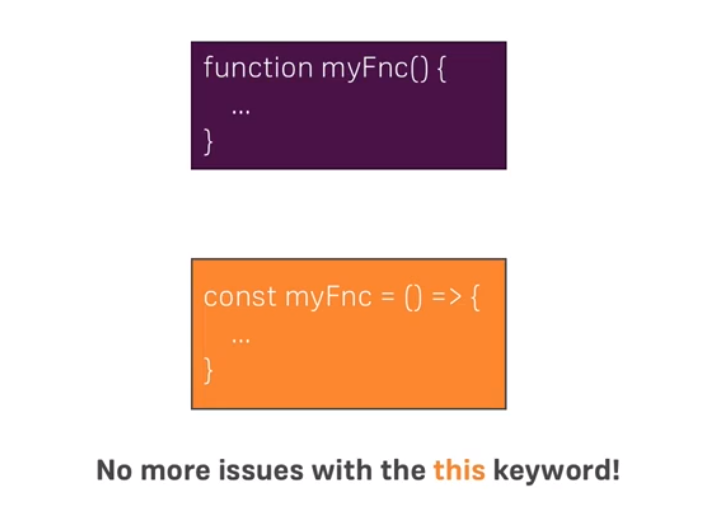 function myFnc() {
...
}
const myFnc = () => {
...
}
No more issues with the this keyword!